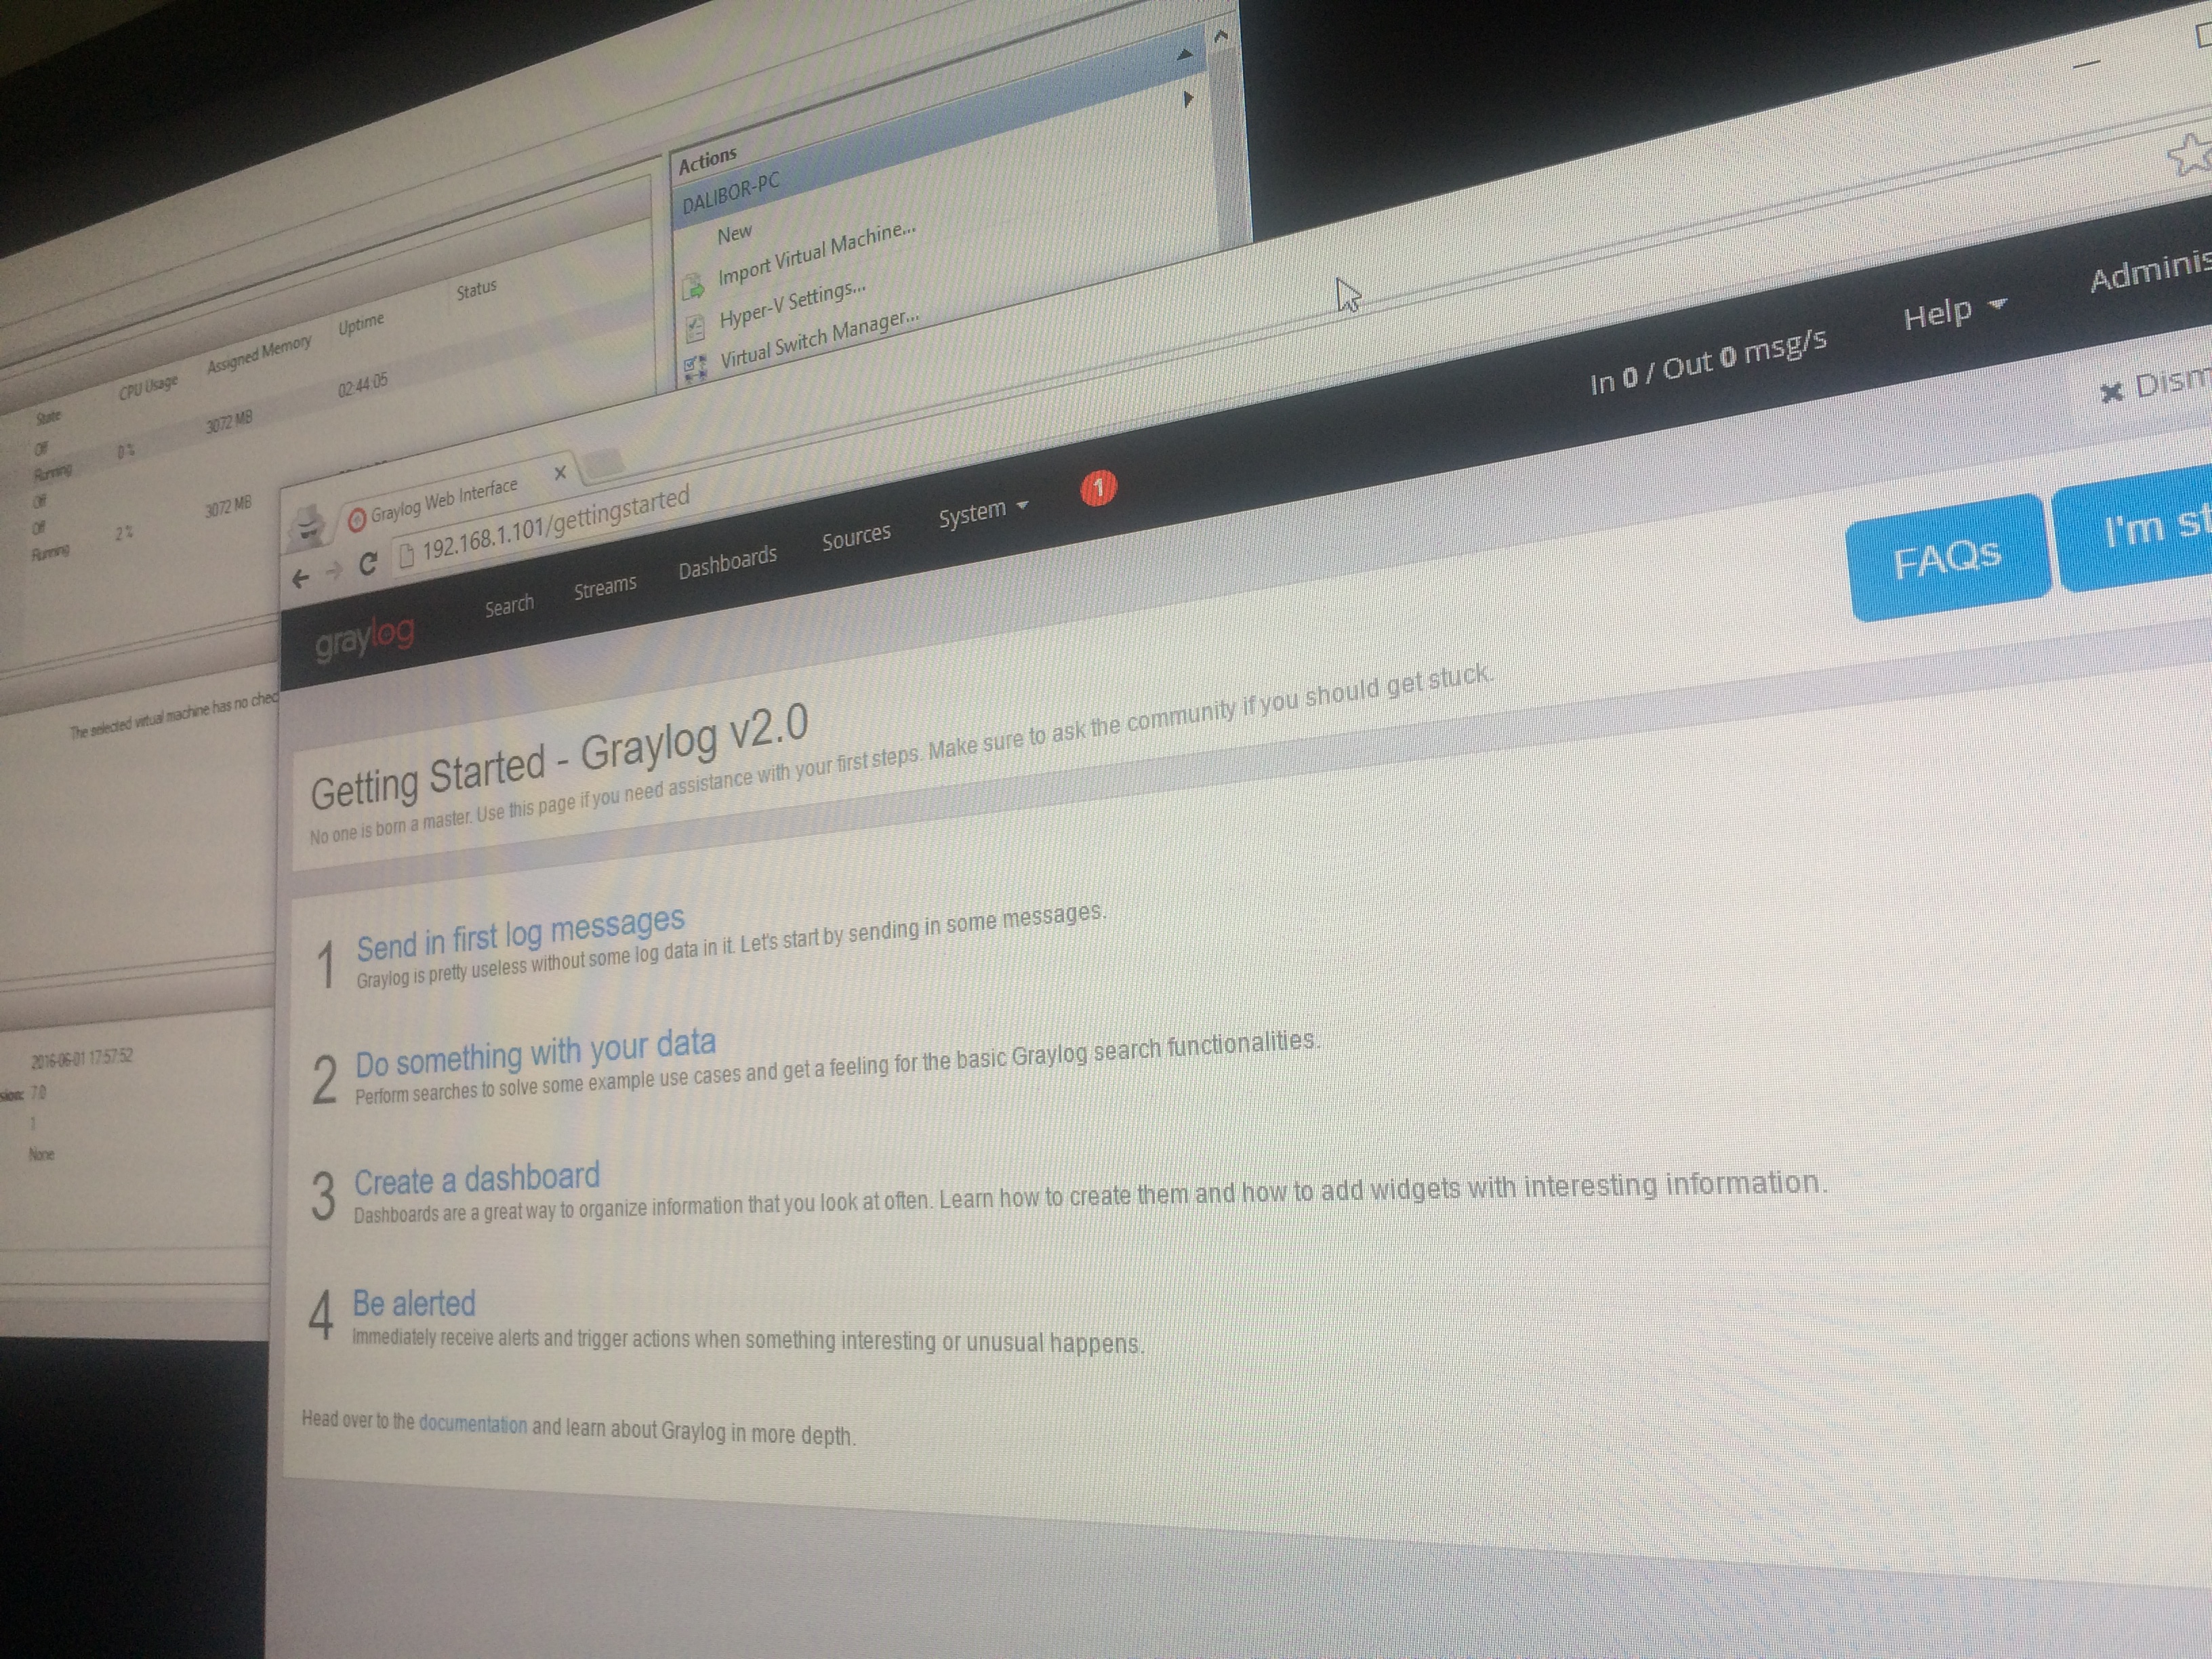 Actions
DALIBOR-PC
New
Import Virtual Machine...
Hyper-V Settings...
Virtual Switch Manager...
State CPU Usage Assigned Memory Uptime Status
Off
Running 0 % 3072 MB 02:44:05
Off
Off
Running 2 % 3072 MB
The selected virtual machine has no chec
2016-06-01 17:57:52
sion: 7.0
1
None
Graylog Web Interface
192.168.1.101/gettingstarted
graylog Search Streams Dashboards Sources System 1 In 0 / Out 0 msg/s Help Adminis
Dism
Getting Started - Graylog v2.0
No one is born a master. Use this page if you need assistance with your first steps. Make sure to ask the community if you should get stuck.
FAQs I'm st
1 Send in first log messages
Graylog is pretty useless without some log data in it. Let's start by sending in some messages.
2 Do something with your data
Perform searches to solve some example use cases and get a feeling for the basic Graylog search functionalities.
3 Create a dashboard
Dashboards are a great way to organize information that you look at often. Learn how to create them and how to add widgets with interesting information.
4 Be alerted
Immediately receive alerts and trigger actions when something interesting or unusual happens.
Head over to the documentation and learn about Graylog in more depth.